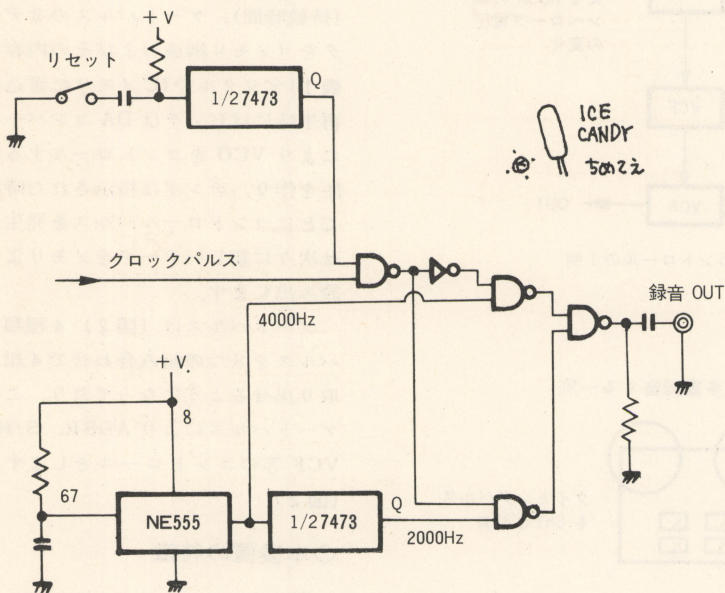 +V
リセット
Q
1/27473
ICE
CANDY
ちめてえ
クロックパルス
4000Hz
録音 OUT
+V
8
67
NE555
1/27473
Q
2000Hz